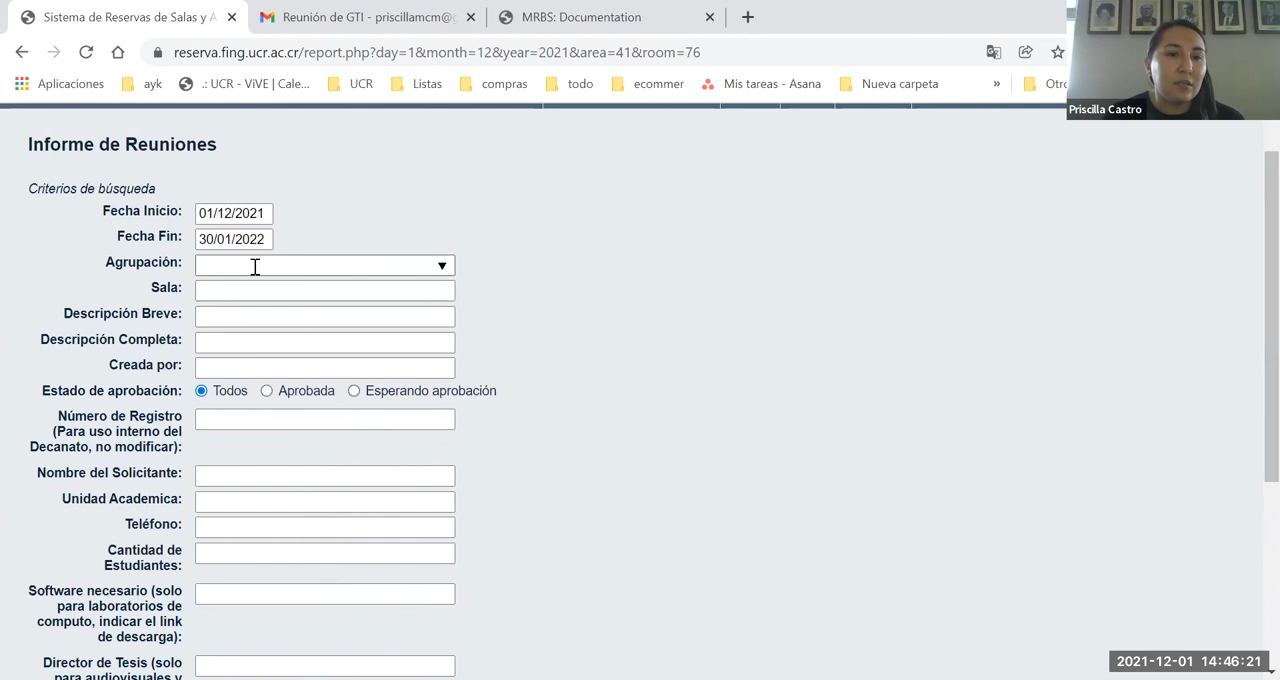 Sistema de Reservas de Salas y A
Reunión de GTI - priscillamcm@g
MRBS: Documentation
reserva.fing.ucr.ac.cr/report.php?day=1&month=12&year=2021&area=41&room=76
Aplicaciones
ayk
.: UCR - ViVE | Cale...
UCR
Listas
compras
todo
ecommer
Mis tareas - Asana
Nueva carpeta
»
Otro
Priscilla Castro
Informe de Reuniones
Criterios de búsqueda
Fecha Inicio: 01/12/2021
Fecha Fin: 30/01/2022
Agrupación:
Sala:
Descripción Breve:
Descripción Completa:
Creada por:
Estado de aprobación: Todos Aprobada Esperando aprobación
Número de Registro
(Para uso interno del
Decanato, no modificar):
Nombre del Solicitante:
Unidad Academica:
Teléfono:
Cantidad de
Estudiantes:
Software necesario (solo
para laboratorios de
computo, indicar el link
de descarga):
Director de Tesis (solo
para audiovisuales y
2021-12-01 14:46:21